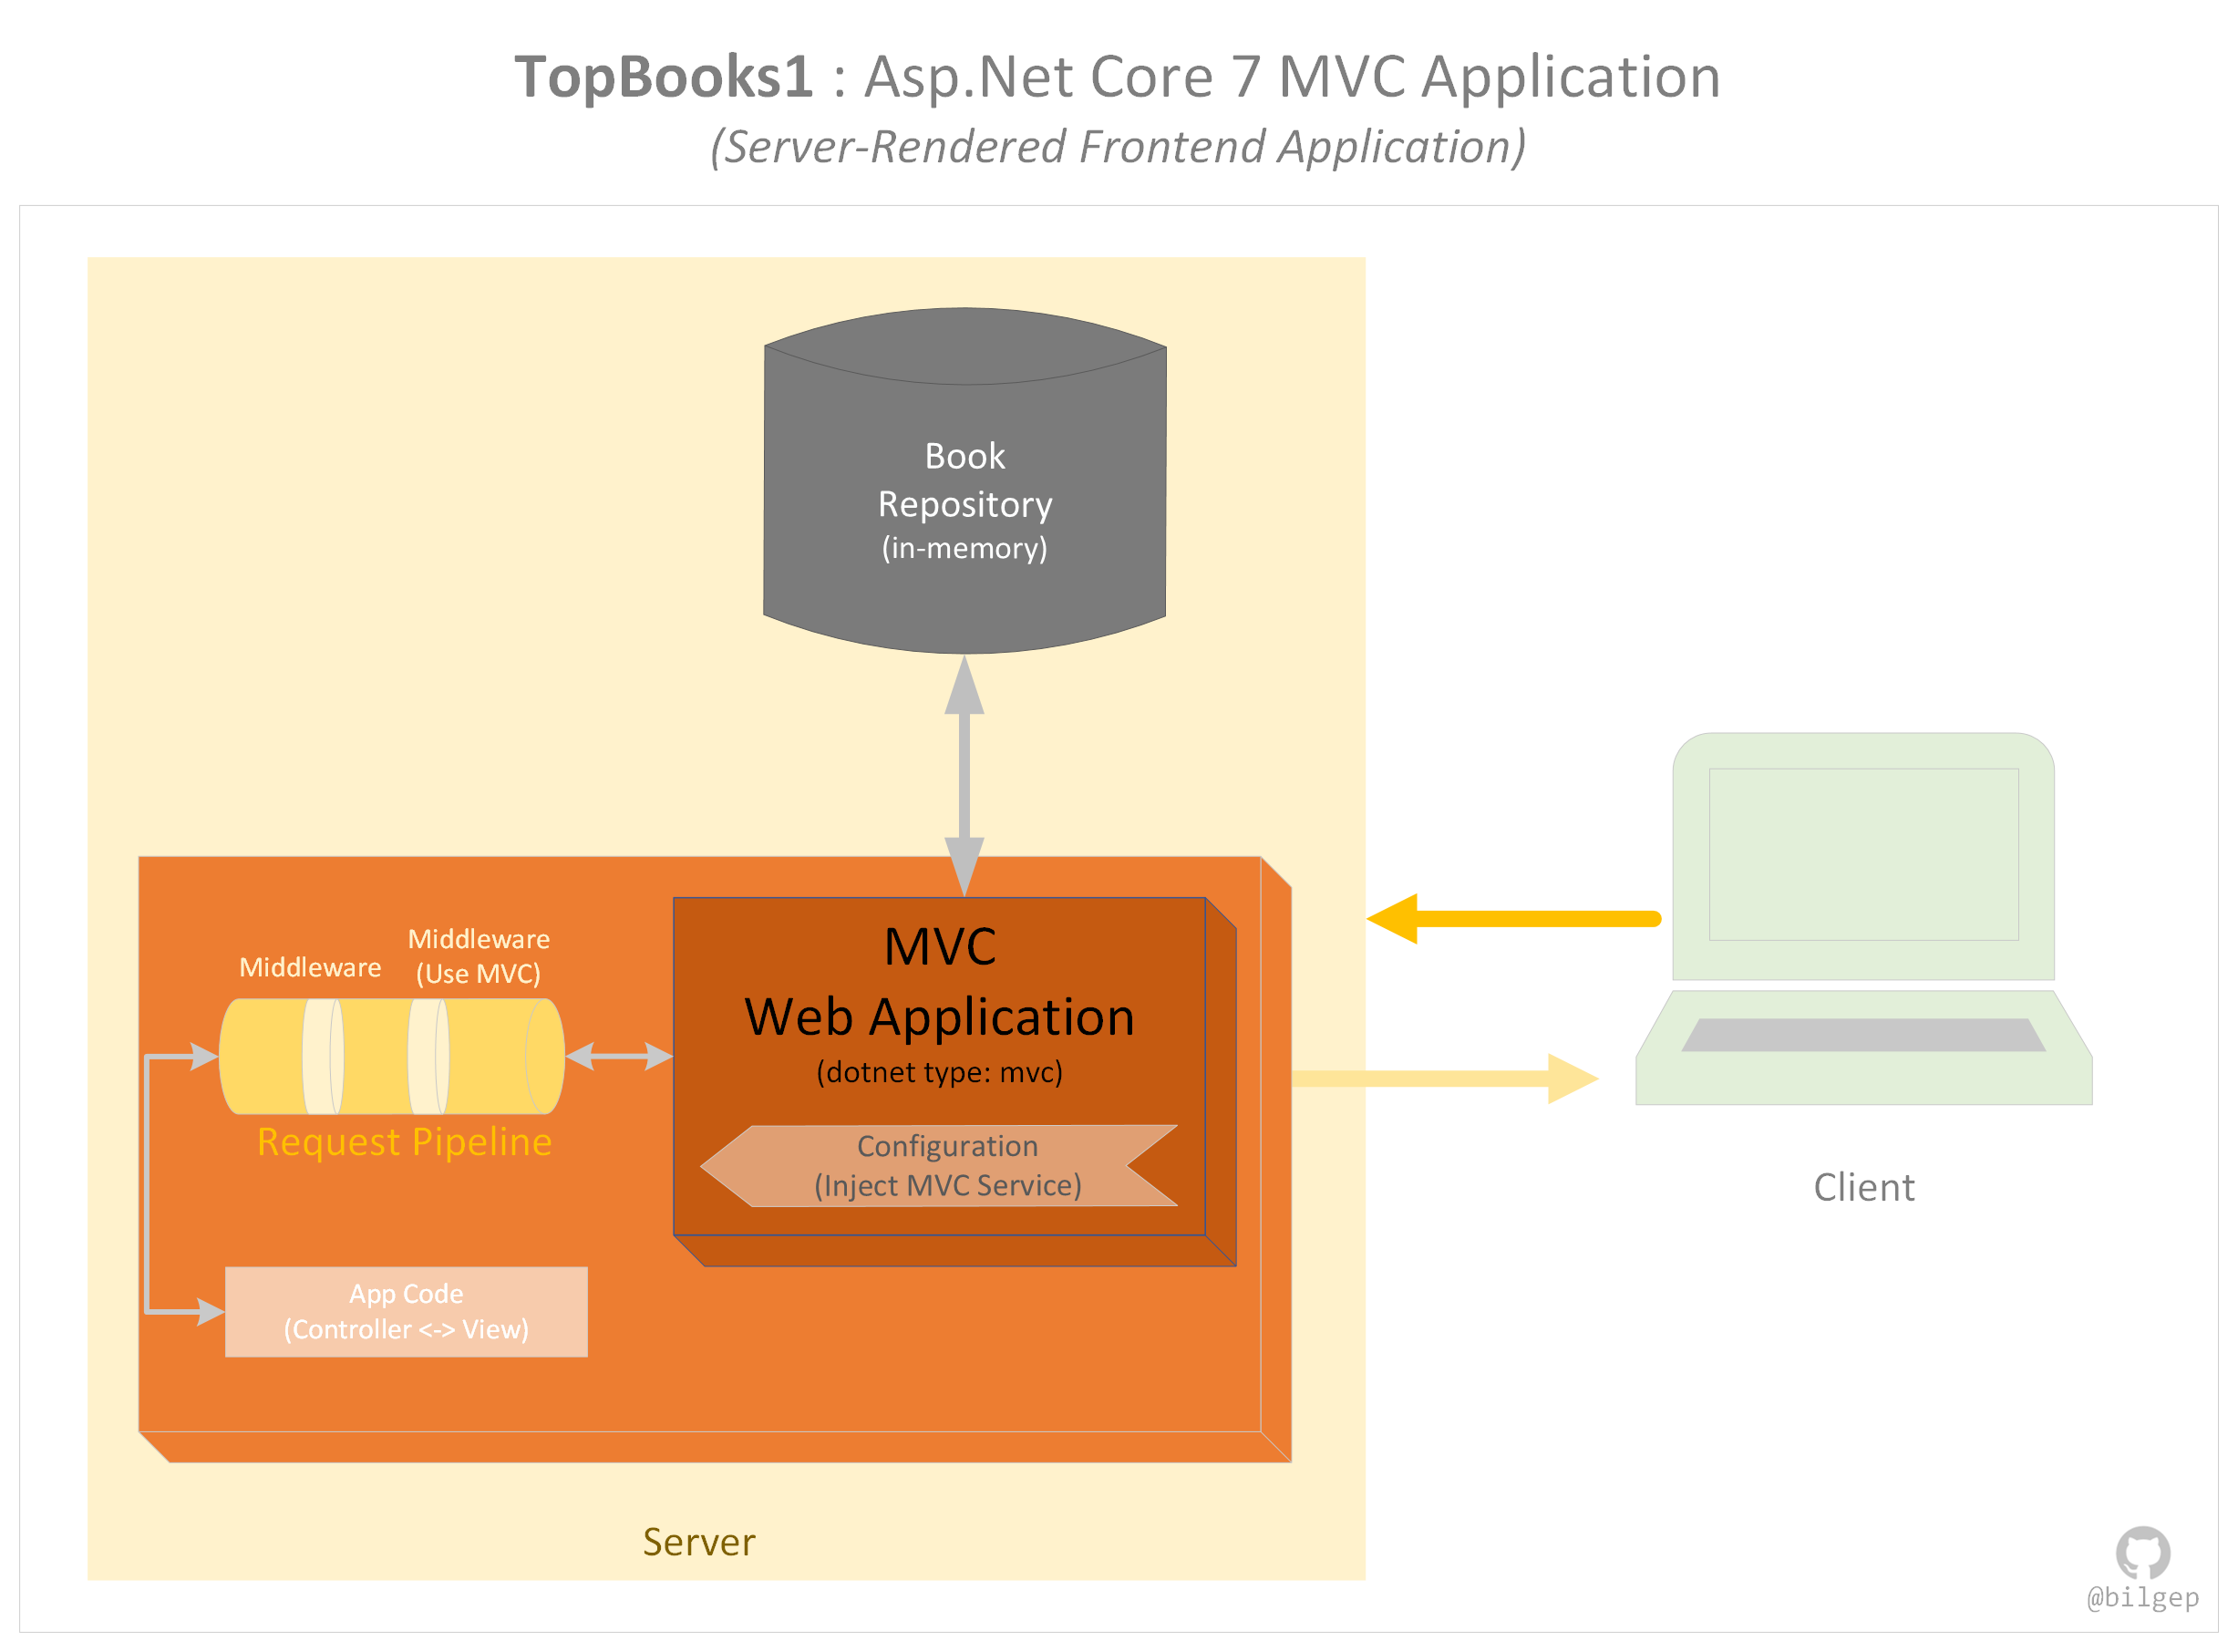 TopBooks1 : Asp.Net Core 7 MVC Application
(Server-Rendered Frontend Application)
Book
Repository
(in-memory)
Middleware
Middleware
(Use MVC)
Request Pipeline
MVC
Web Application
(dotnet type: mvc)
Configuration
(Inject MVC Service)
App Code
(Controller <-> View)
Client
Server
@bilgep